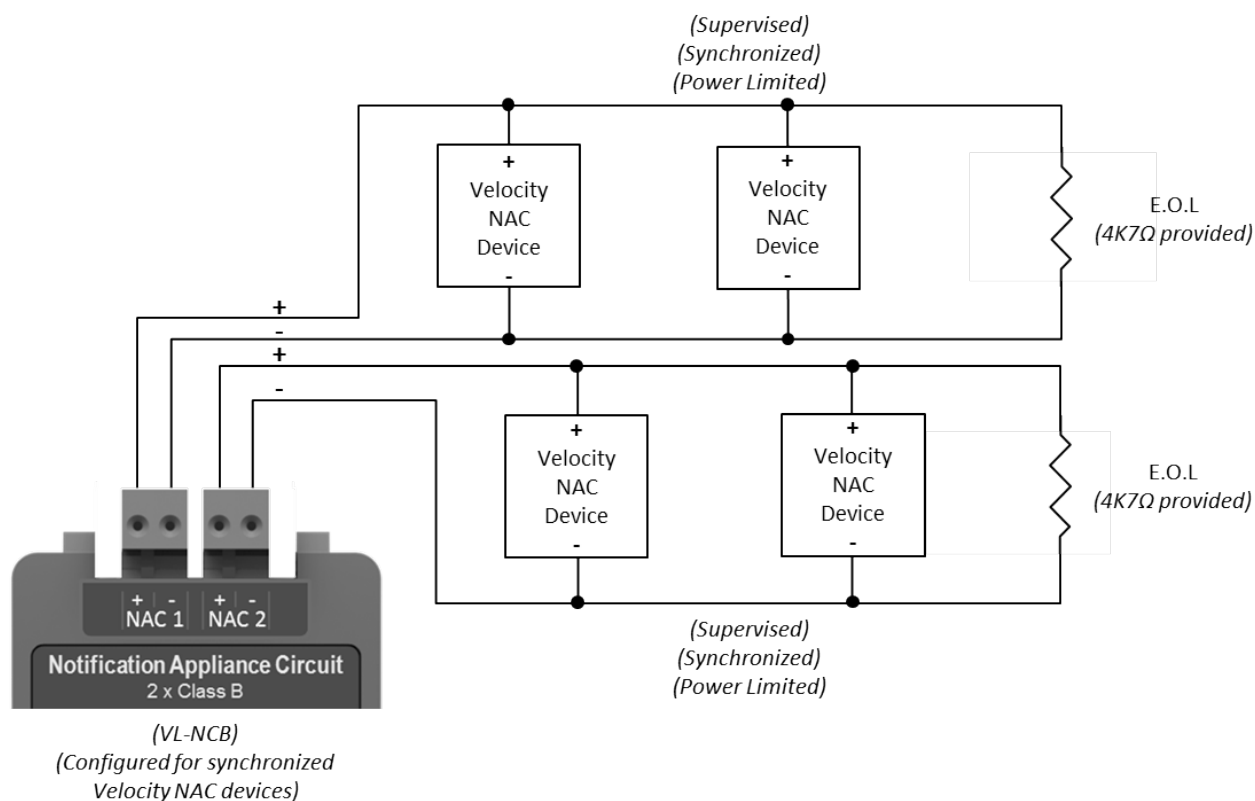 (Supervised)
(Synchronized)
(Power Limited)
+
Velocity
NAC
Device
-
+
Velocity
NAC
Device
-
E.O.L
(4K7Ω provided)
+
-
+
-
+
Velocity
NAC
Device
-
+
Velocity
NAC
Device
-
E.O.L
(4K7Ω provided)
+ - + -
NAC 1 NAC 2
Notification Appliance Circuit
2 x Class B
(Supervised)
(Synchronized)
(Power Limited)
(VL-NCB)
(Configured for synchronized
Velocity NAC devices)